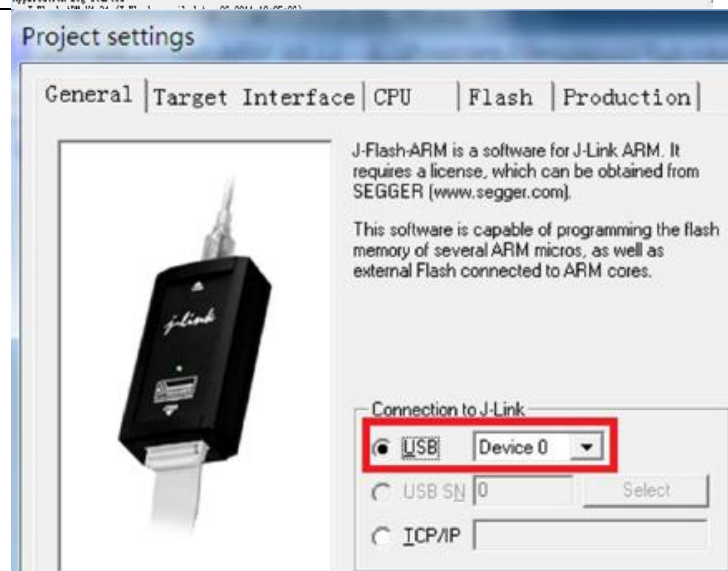 Project settings
General Target Interface CPU Flash Production
J-Flash-ARM is a software for J-Link ARM. It
requires a license, which can be obtained from
SEGGER (www.segger.com).
This software is capable of programming the flash
memory of several ARM micros, as well as
external Flash connected to ARM cores.
J-Link
Connection to J-Link
USB Device 0
USB SN 0 Select
TCP/IP